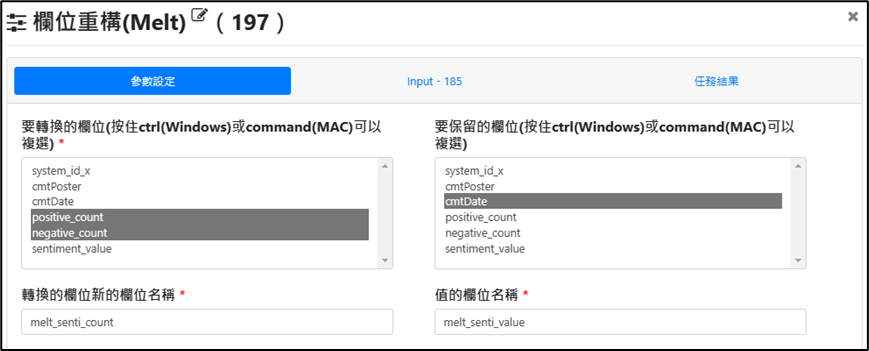 欄位重構(Melt) (197)
×
參數設定
Input - 185
任務結果
要轉換的欄位(按住ctrl(Windows)或command(MAC)可以
複選) *
system_id_x
cmtPoster
cmtDate
positive_count
negative_count
sentiment_value
要保留的欄位(按住ctrl(Windows)或command(MAC)可以
複選)
system_id_x
cmtPoster
cmtDate
positive_count
negative_count
sentiment_value
轉換的欄位新的欄位名稱 *
melt_senti_count
值的欄位名稱 *
melt_senti_value